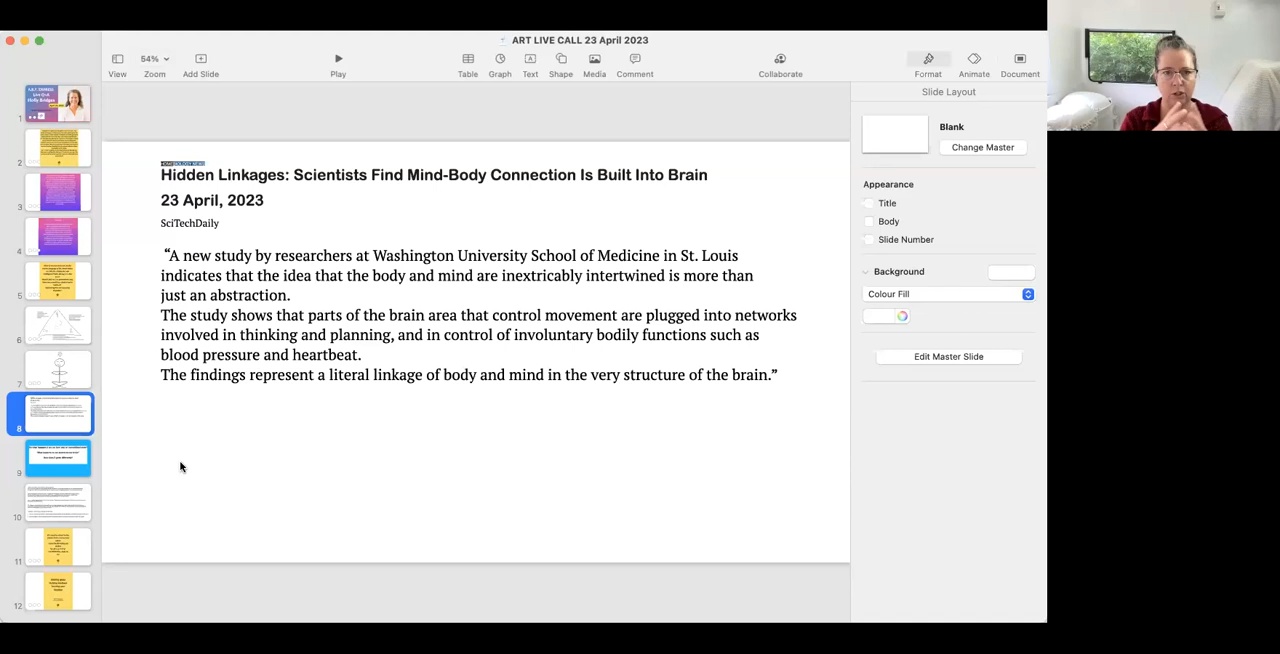 ART LIVE CALL 23 April 2023
54%
View
Zoom
Add Slide
Play
Table
Graph
Text
Shape
Media
Comment
Collaborate
Format
Animate
Document
Slide Layout
Blank
Change Master
Appearance
Title
Body
Slide Number
Background
Colour Fill
Edit Master Slide
1
2
3
4
5
6
7
8
9
10
11
12
HOMEBIOLOGY NEWS
Hidden Linkages: Scientists Find Mind-Body Connection Is Built Into Brain
23 April, 2023
SciTechDaily
“A new study by researchers at Washington University School of Medicine in St. Louis
indicates that the idea that the body and mind are inextricably intertwined is more than
just an abstraction.
The study shows that parts of the brain area that control movement are plugged into networks
involved in thinking and planning, and in control of involuntary bodily functions such as
blood pressure and heartbeat.
The findings represent a literal linkage of body and mind in the very structure of the brain.”